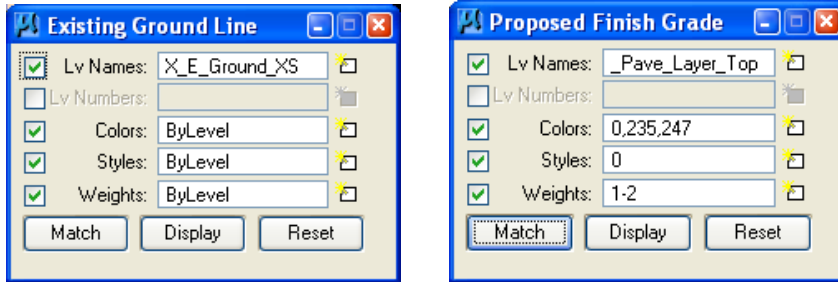 Existing Ground Line
Lv Names: X_E_Ground_XS
Lv Numbers:
Colors: ByLevel
Styles: ByLevel
Weights: ByLevel
Match Display Reset
Proposed Finish Grade
Lv Names: _Pave_Layer_Top
Lv Numbers:
Colors: 0,235,247
Styles: 0
Weights: 1-2
Match Display Reset